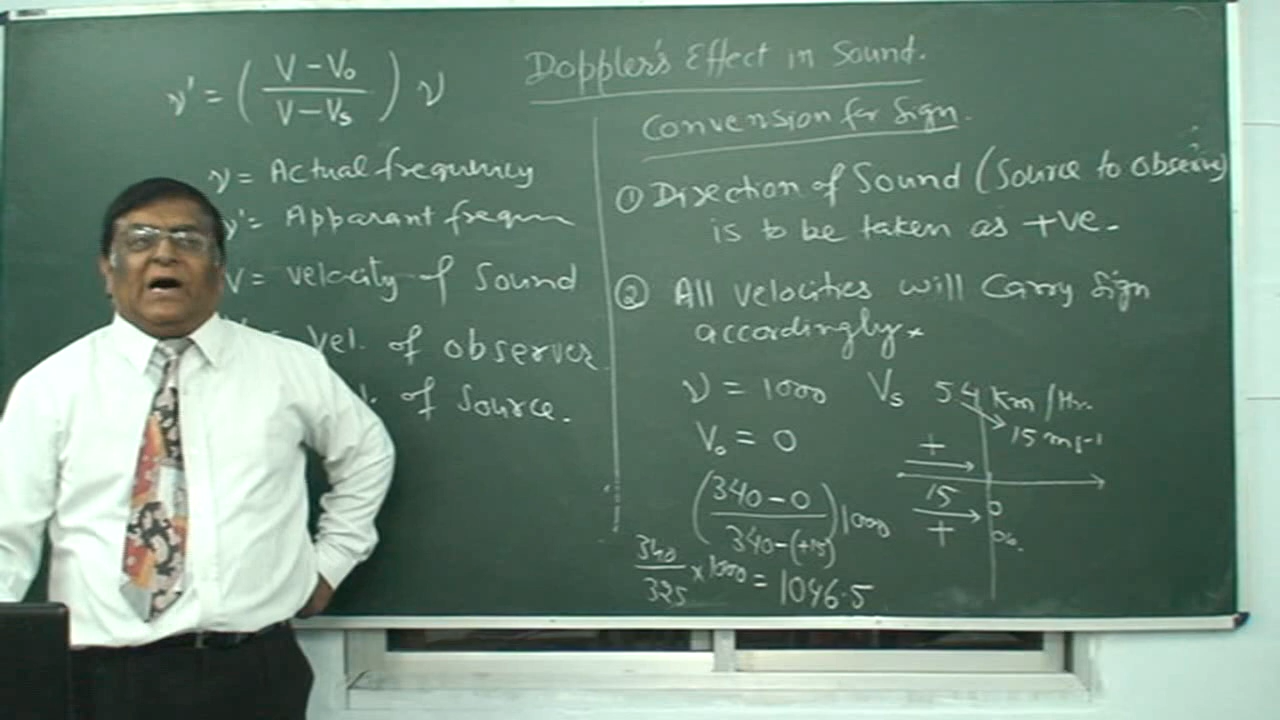 Doppler's Effect in Sound.
ν' = ( V - V₀ / V - Vs ) ν
ν = Actual frequency
ν' = Apparant frequn
V = velocity of Sound
Vel. of observer
of Source.
Convension for Sign.
① Direction of Sound (Source to observer)
is to be taken as +ve.
② All velocities will Carry Sign
accordingly
ν = 1000 Vs 54 Km/Hr.
15 ms-1
V₀ = 0
+
( 340 - 0 / 340 - (+15) ) 1000
15
+
0
340/325 × 1000 = 1046.5